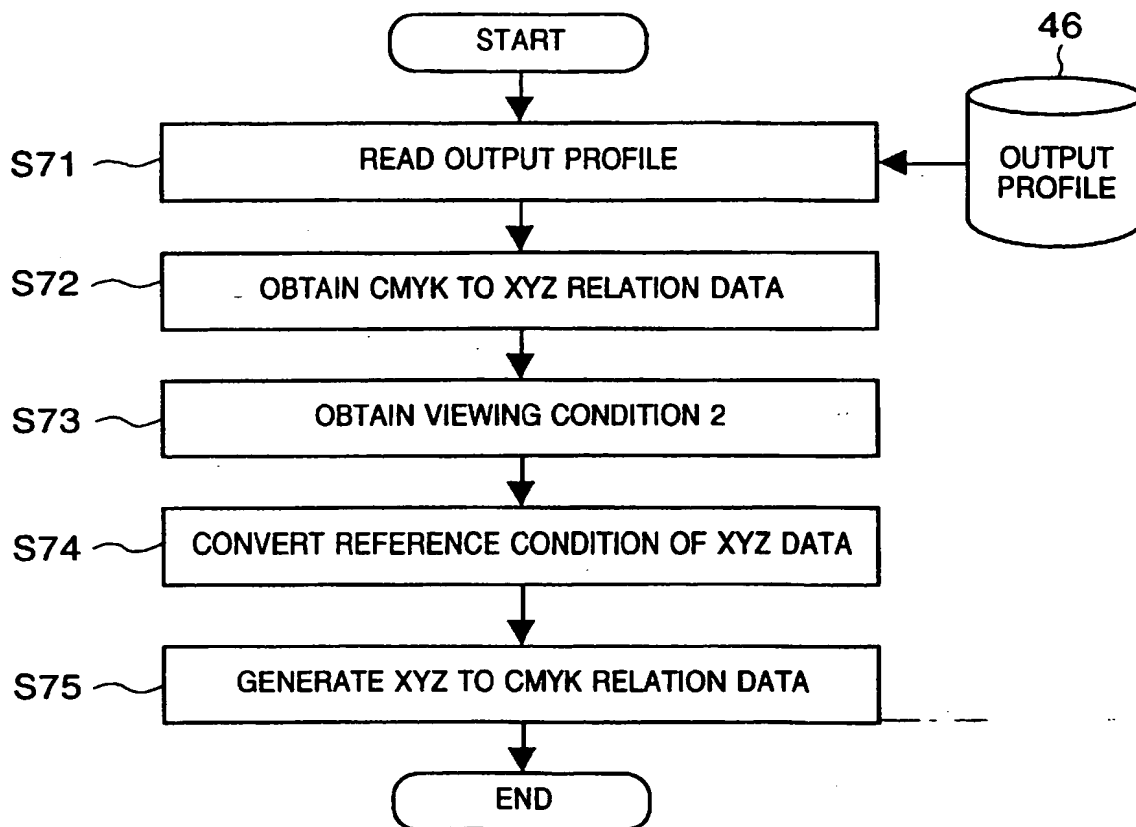 START
46
S71
READ OUTPUT PROFILE
OUTPUT
PROFILE
S72
OBTAIN CMYK TO XYZ RELATION DATA
S73
OBTAIN VIEWING CONDITION 2
S74
CONVERT REFERENCE CONDITION OF XYZ DATA
S75
GENERATE XYZ TO CMYK RELATION DATA
END